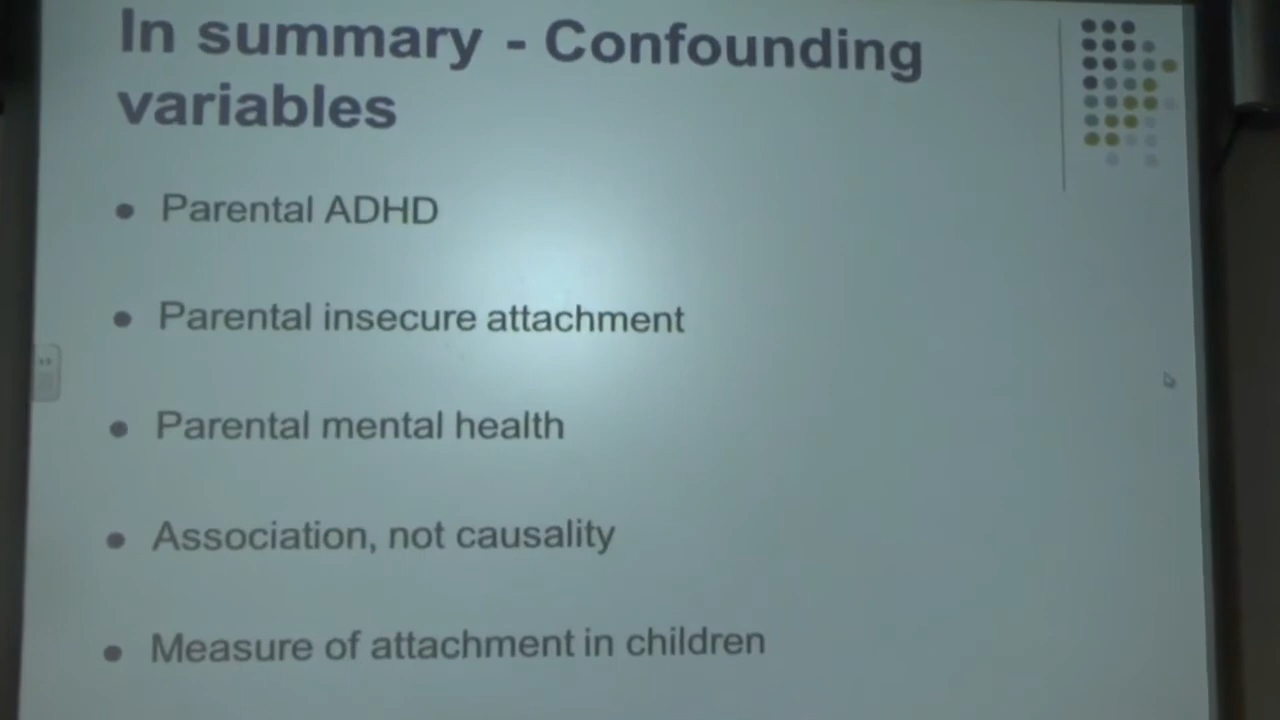 In summary - Confounding
variables
Parental ADHD
Parental insecure attachment
Parental mental health
Association, not causality
Measure of attachment in children